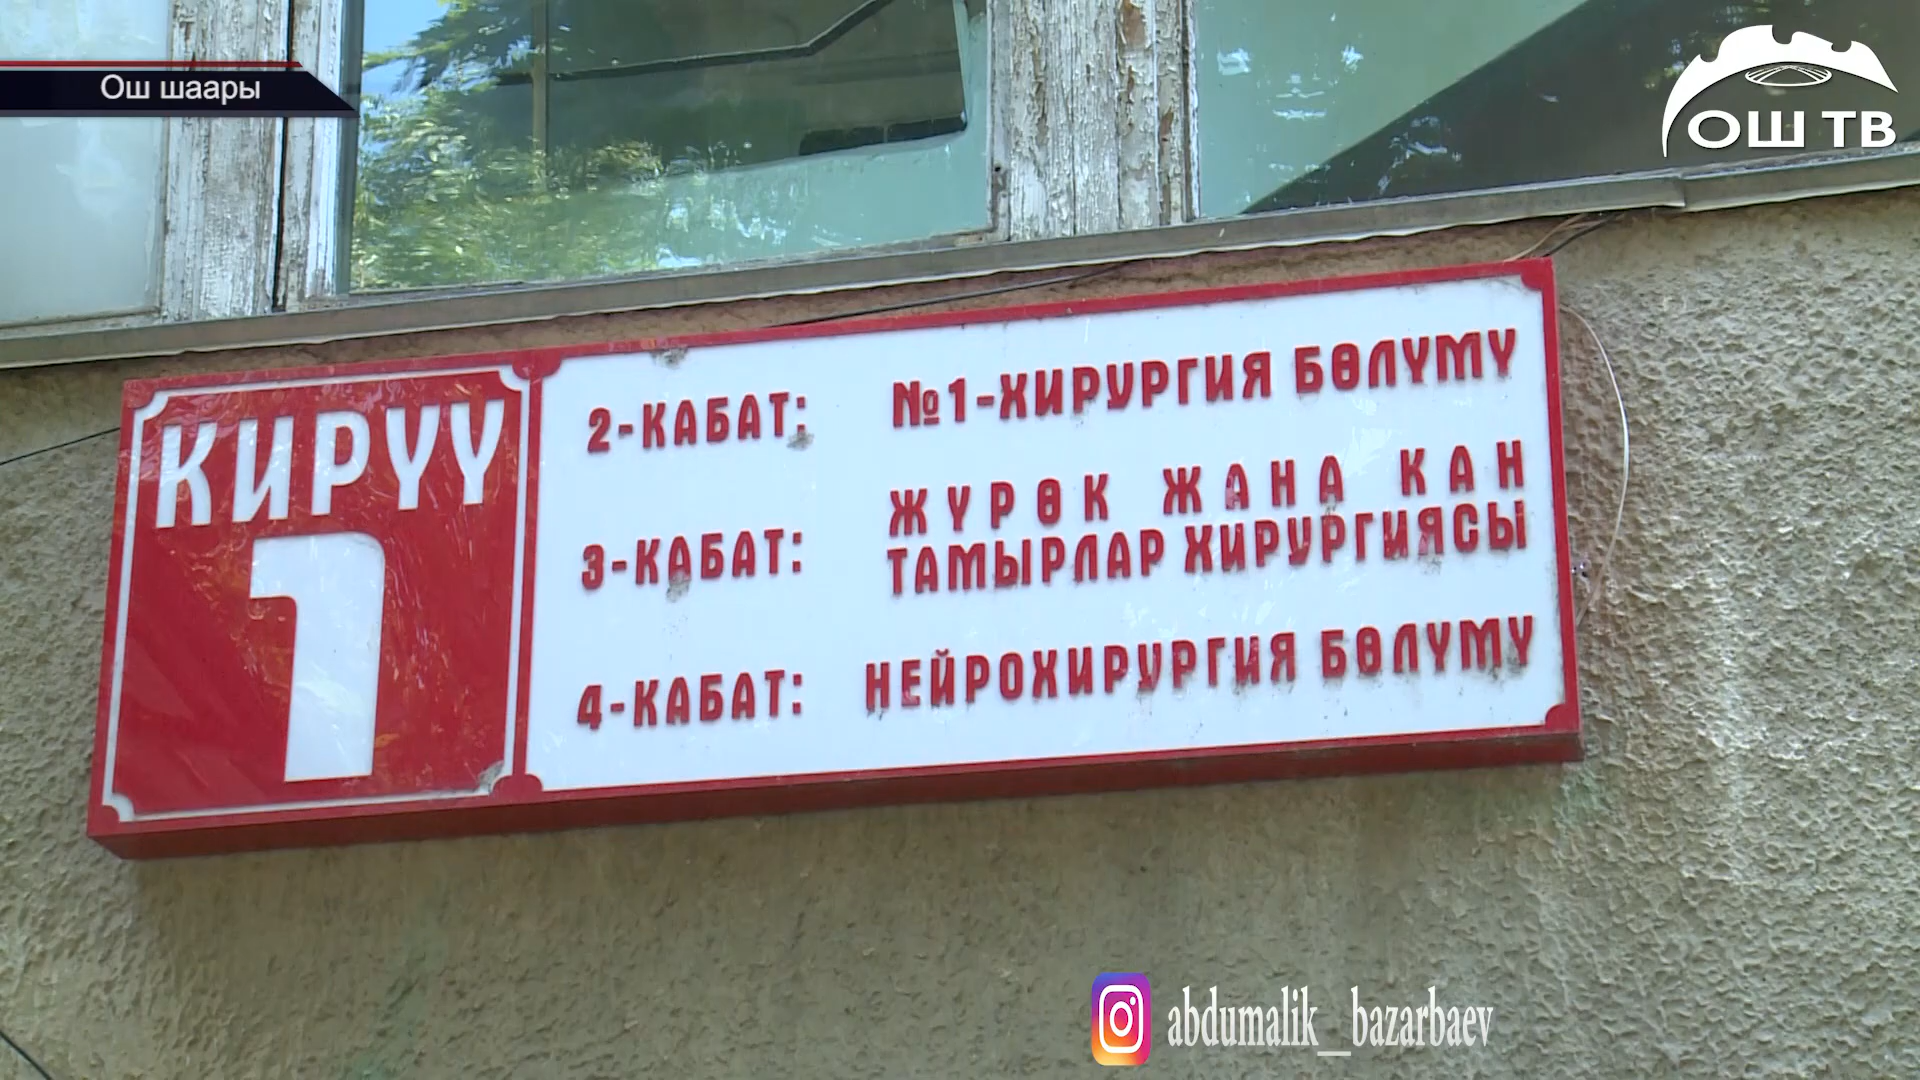 Ош шаары
ОШ ТВ
КИРҮҮ
1
2-КАБАТ: №1-ХИРУРГИЯ БӨЛҮМҮ
3-КАБАТ: ЖҮРӨК ЖАНА КАН
ТАМЫРЛАР ХИРУРГИЯСЫ
4-КАБАТ: НЕЙРОХИРУРГИЯ БӨЛҮМҮ
abdumalik_bazarbaev